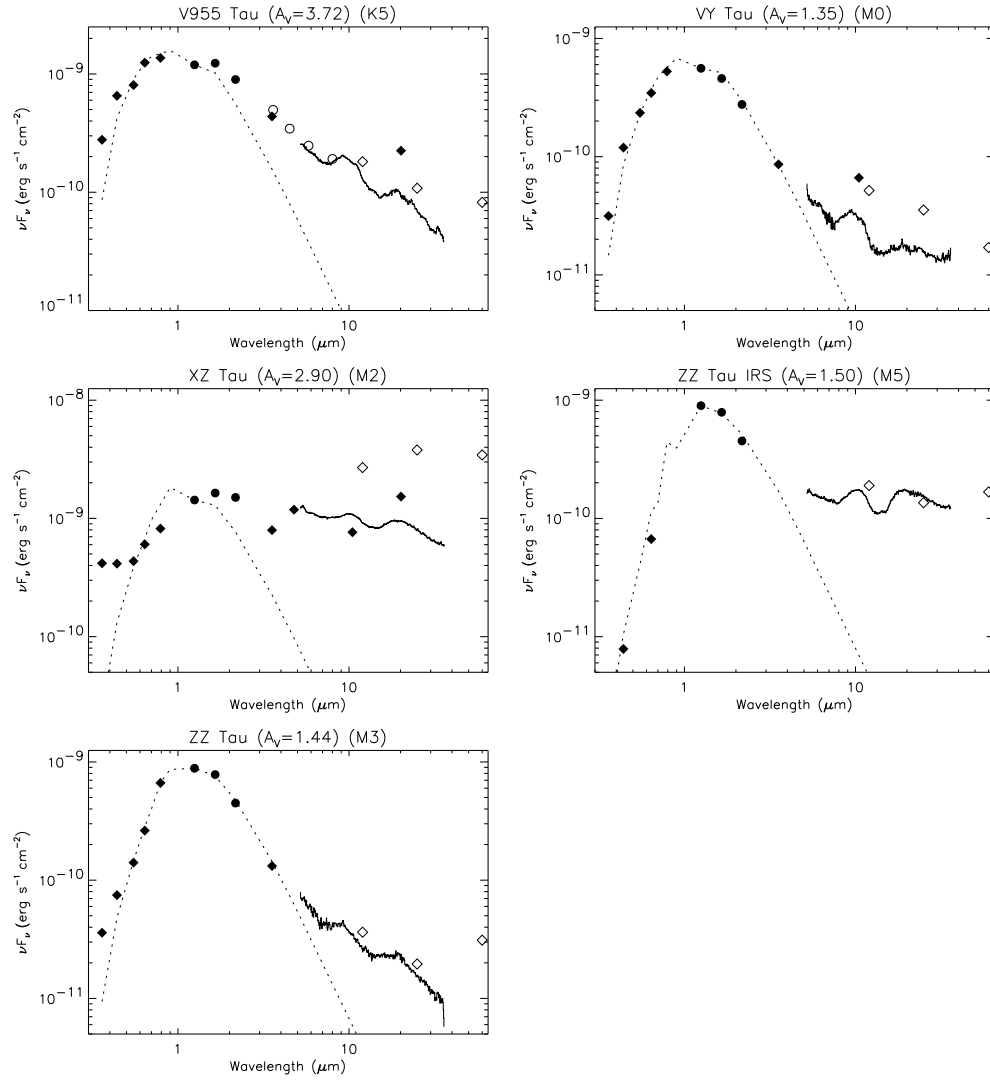 V955 Tau (A_V=3.72) (K5)
νF_ν (erg s⁻¹ cm⁻²)
10⁻⁹
10⁻¹⁰
10⁻¹¹
1 10
Wavelength (μm)
VY Tau (A_V=1.35) (M0)
νF_ν (erg s⁻¹ cm⁻²)
10⁻⁹
10⁻¹⁰
10⁻¹¹
1 10
Wavelength (μm)
XZ Tau (A_V=2.90) (M2)
νF_ν (erg s⁻¹ cm⁻²)
10⁻⁸
10⁻⁹
10⁻¹⁰
1 10
Wavelength (μm)
ZZ Tau IRS (A_V=1.50) (M5)
νF_ν (erg s⁻¹ cm⁻²)
10⁻⁹
10⁻¹⁰
10⁻¹¹
1 10
Wavelength (μm)
ZZ Tau (A_V=1.44) (M3)
νF_ν (erg s⁻¹ cm⁻²)
10⁻⁹
10⁻¹⁰
10⁻¹¹
1 10
Wavelength (μm)